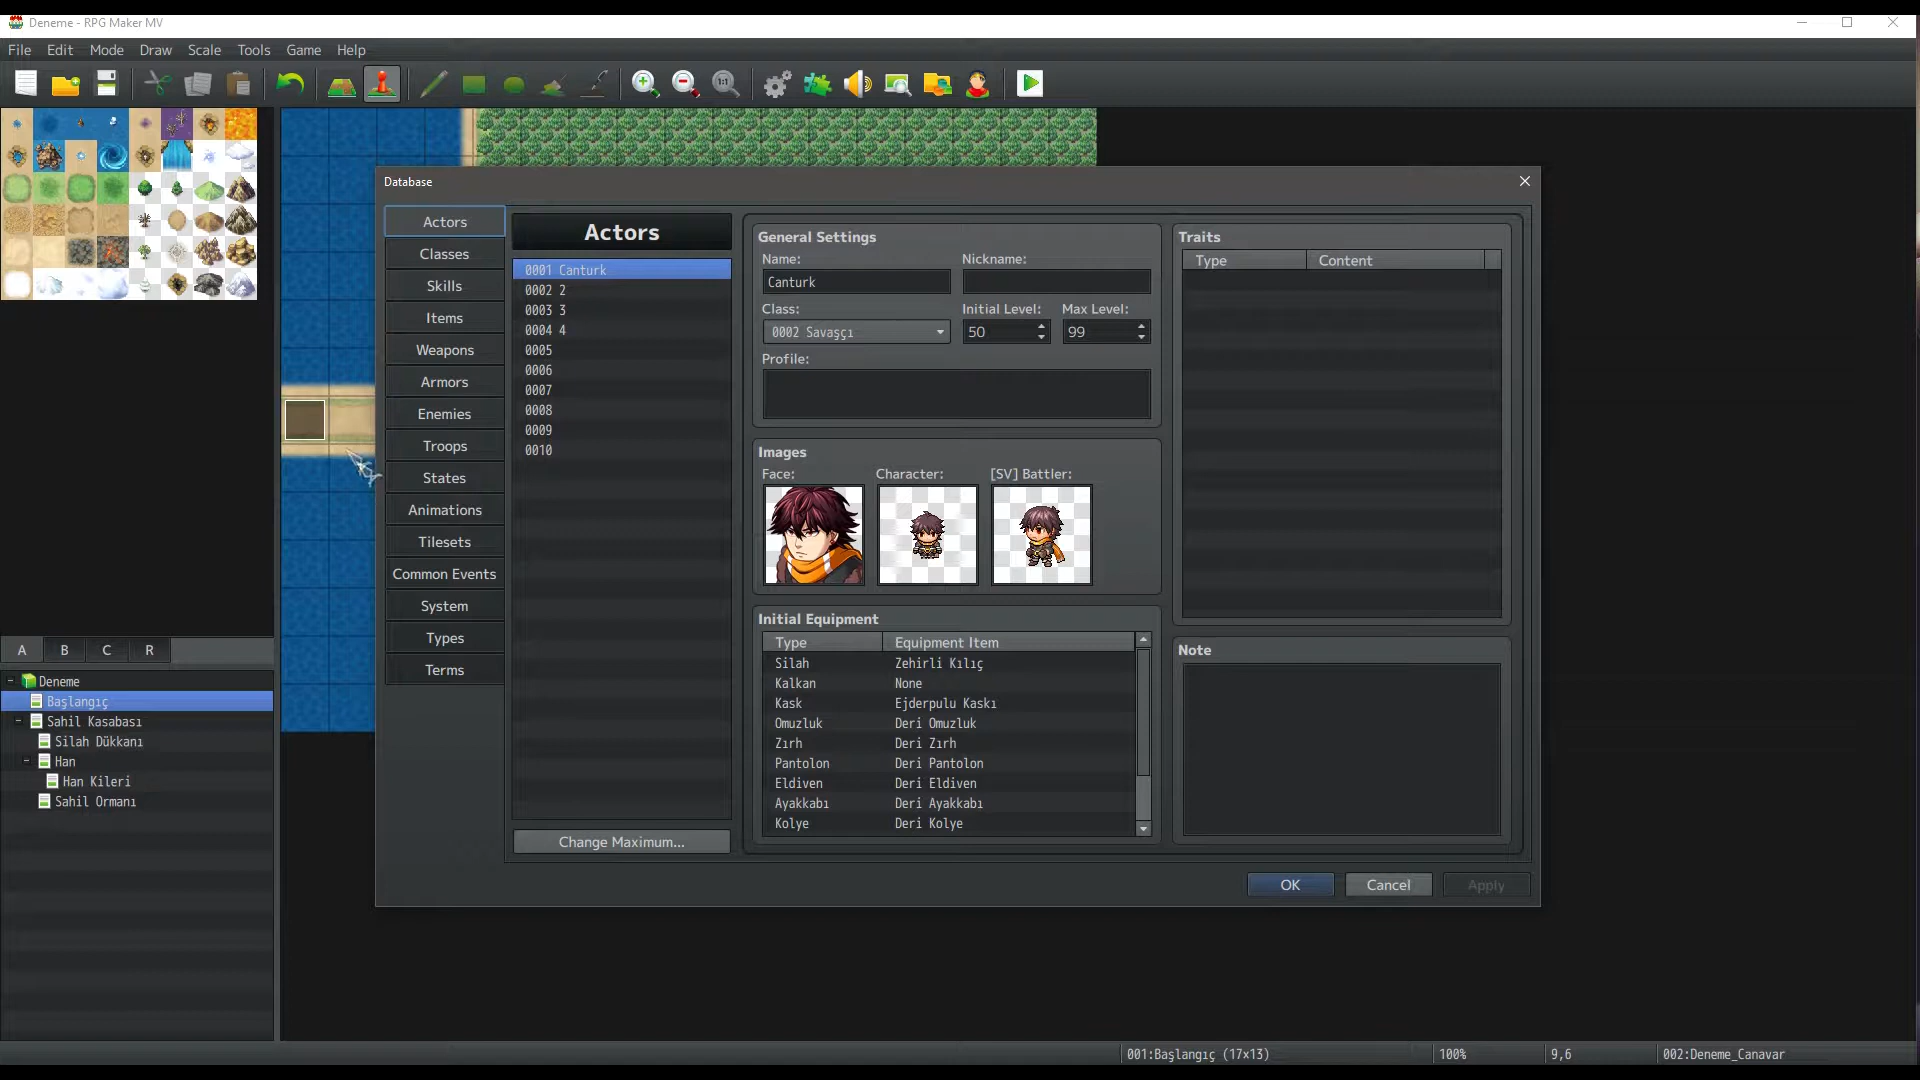 Deneme - RPG Maker MV
File Edit Mode Draw Scale Tools Game Help
1:1
Database
Actors
Classes
Skills
Items
Weapons
Armors
Enemies
Troops
States
Animations
Tilesets
Common Events
System
Types
Terms
Actors
0001 Canturk
0002 2
0003 3
0004 4
0005
0006
0007
0008
0009
0010
Change Maximum...
General Settings
Name: Nickname:
Canturk
Class: Initial Level: Max Level:
0002 Savaşçı 50 99
Profile:
Images
Face: Character: [SV] Battler:
Initial Equipment
Type Equipment Item
Silah Zehirli Kılıç
Kalkan None
Kask Ejderpulu Kaskı
Omuzluk Deri Omuzluk
Zırh Deri Zırh
Pantolon Deri Pantolon
Eldiven Deri Eldiven
Ayakkabı Deri Ayakkabı
Kolye Deri Kolye
Traits
Type Content
Note
OK Cancel Apply
A B C R
Deneme
Başlangıç
Sahil Kasabası
Silah Dükkanı
Han
Han Kileri
Sahil Ormanı
001:Başlangıç (17x13) 100% 9,6 002:Deneme_Canavar